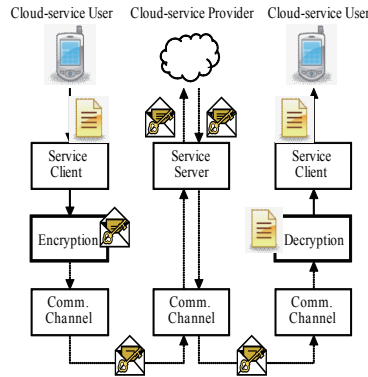 Cloud-service User Cloud-service Provider Cloud-service User
Service
Client
Service
Server
Service
Client
Encryption
Decryption
Comm.
Channel
Comm.
Channel
Comm.
Channel